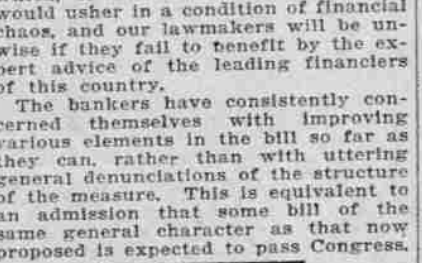 would usher in a condition of financial
chaos, and our lawmakers will be un-
wise if they fail to benefit by the ex-
pert advice of the leading financiers
of this country.
The bankers have consistently con-
cerned themselves with improving
various elements in the bill so far as
they can, rather than with uttering
general denunciations of the structure
of the measure. This is equivalent to
an admission that some bill of the
same general character as that now
proposed is expected to pass Congress.